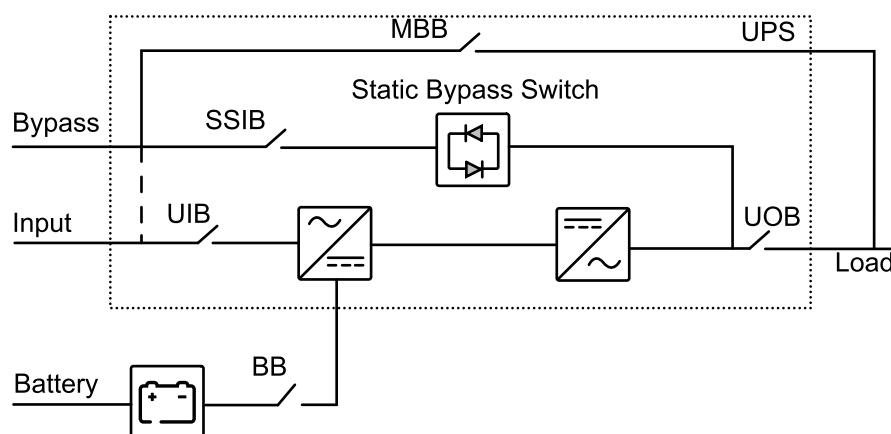 MBB
UPS
Static Bypass Switch
Bypass
SSIB
Input
UIB
UOB
Load
Battery
BB
+ -